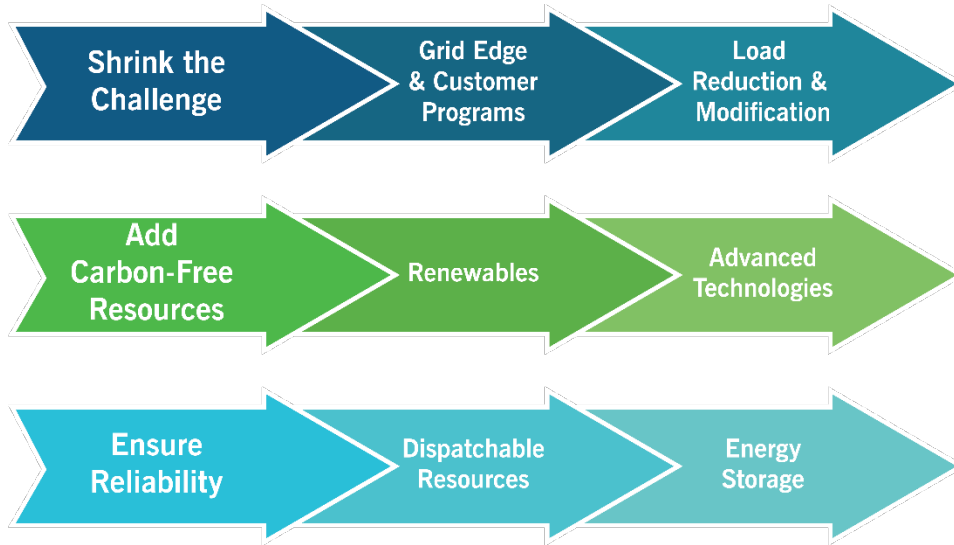 Shrink the
Challenge
Grid Edge
& Customer
Programs
Load
Reduction &
Modification
Add
Carbon-Free
Resources
Renewables
Advanced
Technologies
Ensure
Reliability
Dispatchable
Resources
Energy
Storage